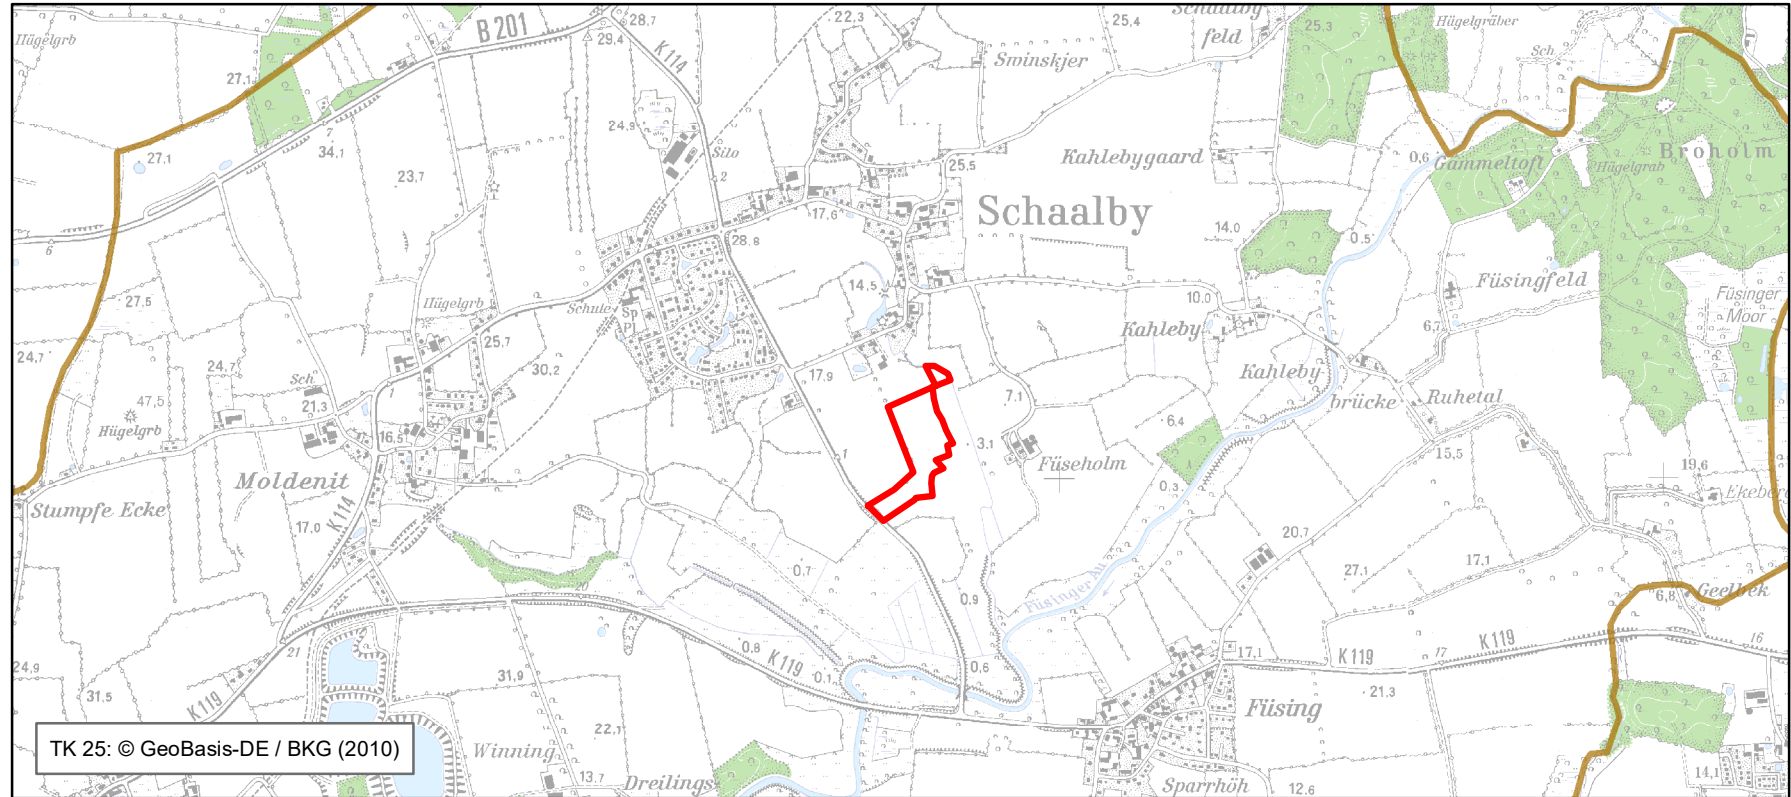 Hügelgrb
27,1
B 201
28,7
29,4
K114
22,3
25,4
Schaalby
feld
25,3
Hügelgräber
Sch.
Swinskjer
24,9
Silo
2
7
34,1
27,1
23,7
25,5
Kahlebygaard
0,6
Gammeltoft
Hügelgrab
Broholm
17,6
Schaalby
28,8
14,0
0,5
6
27,5
Hügelgrb
25,7
Schule
Sp
Pl
14,5
10,0
Kahleby
Füsingfeld
6,7
Füsinger
Moor
24,7
24,7
Sch
47,5
Hügelgrb
21,3
30,2
17,9
7,1
Kahleby
brücke
Ruhetal
16,5
1
3,1
6,4
Füseholm
15,5
Moldenit
0,3
19,6
Ekeberg
Stumpfe Ecke
17,0
K114
20,7
17,1
27,1
0,7
20
0,9
Füsinger Au
6,8
Geelbek
21
0,8
K119
0,1
0,6
17,1
K119
17
K119
16
24,9
31,5
K119
31,9
21,3
Füsing
22,7
TK 25: © GeoBasis-DE / BKG (2010)
Winning
13,7
Dreilings
Sparrhöh
12,6
14,1